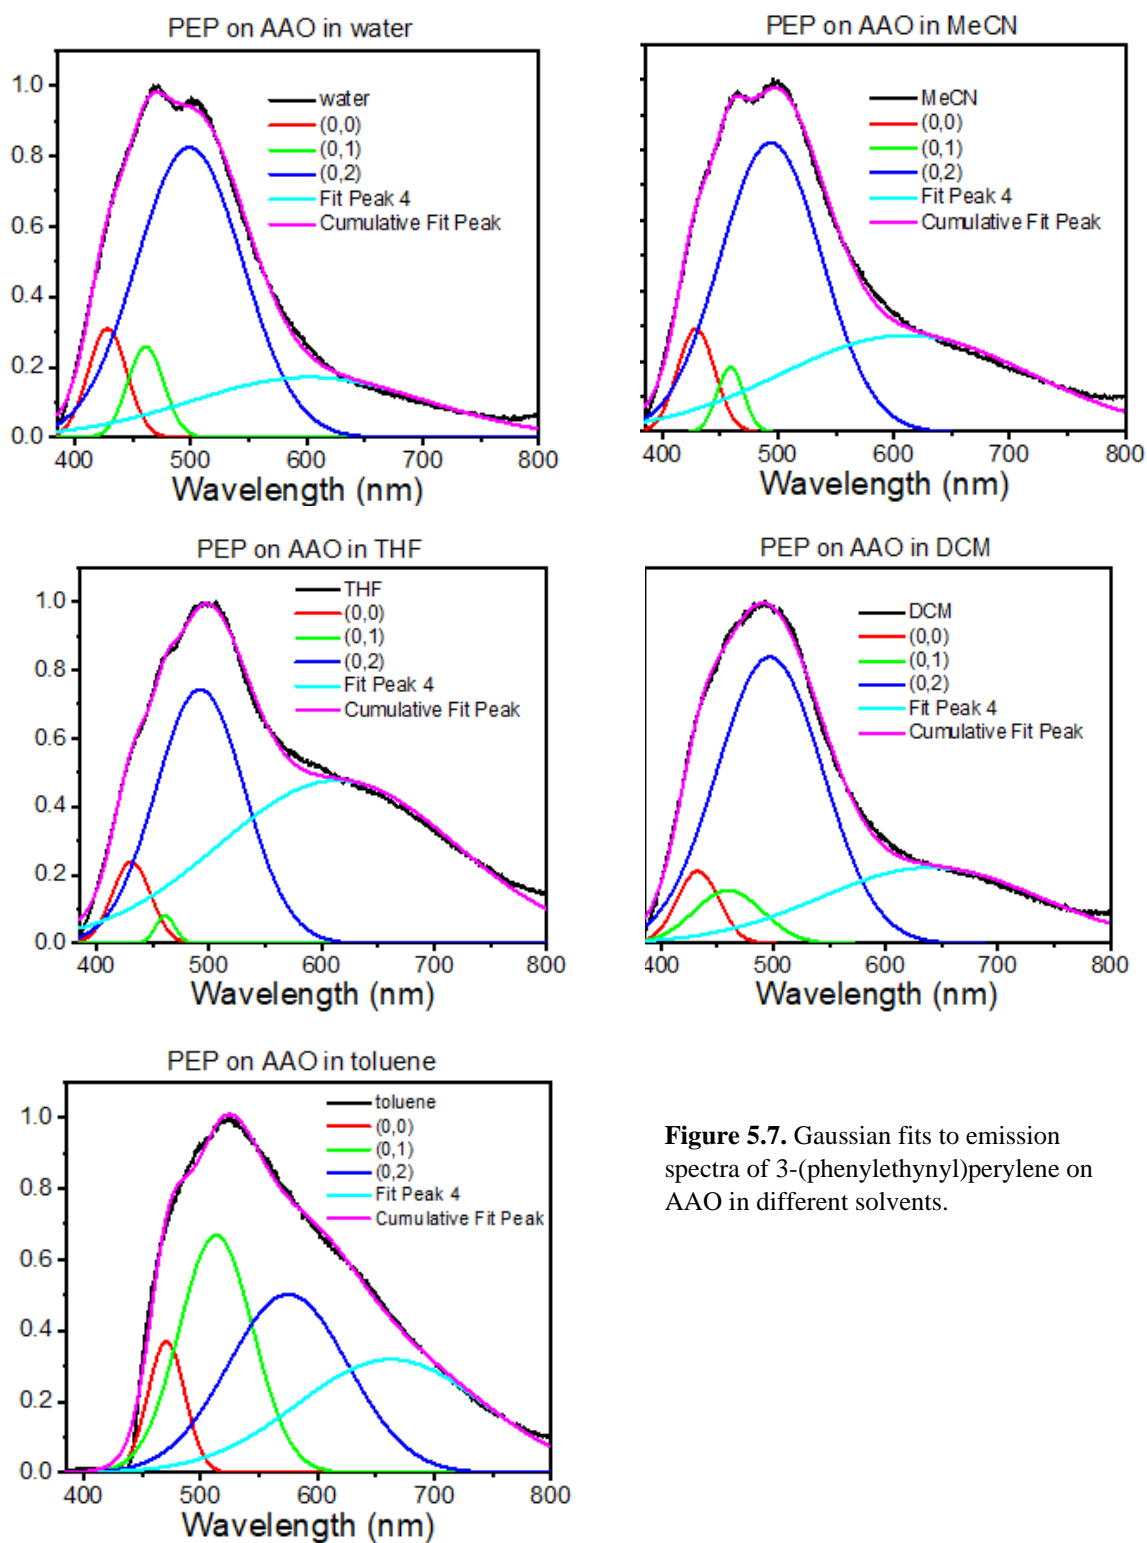 PEP on AAO in water
1.0
0.8
0.6
0.4
0.2
0.0
water
(0,0)
(0,1)
(0,2)
Fit Peak 4
Cumulative Fit Peak
400 500 600 700 800
Wavelength (nm)
PEP on AAO in MeCN
MeCN
(0,0)
(0,1)
(0,2)
Fit Peak 4
Cumulative Fit Peak
400 500 600 700 800
Wavelength (nm)
PEP on AAO in THF
1.0
0.8
0.6
0.4
0.2
0.0
THF
(0,0)
(0,1)
(0,2)
Fit Peak 4
Cumulative Fit Peak
400 500 600 700 800
Wavelength (nm)
PEP on AAO in DCM
DCM
(0,0)
(0,1)
(0,2)
Fit Peak 4
Cumulative Fit Peak
400 500 600 700 800
Wavelength (nm)
PEP on AAO in toluene
1.0
0.8
0.6
0.4
0.2
0.0
toluene
(0,0)
(0,1)
(0,2)
Fit Peak 4
Cumulative Fit Peak
400 500 600 700 800
Wavelength (nm)
Figure 5.7. Gaussian fits to emission
spectra of 3-(phenylethynyl)perylene on
AAO in different solvents.